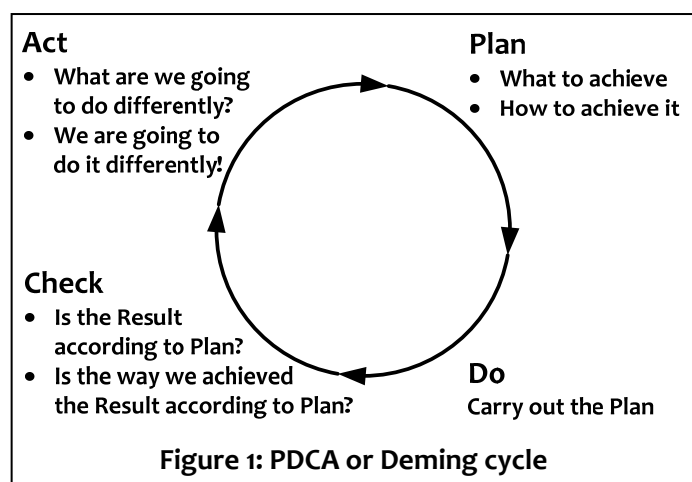 Act
• What are we going
to do differently?
• We are going to
do it differently!
Plan
• What to achieve
• How to achieve it
Check
• Is the Result
according to Plan?
• Is the way we achieved
the Result according to Plan?
Do
Carry out the Plan
Figure 1: PDCA or Deming cycle